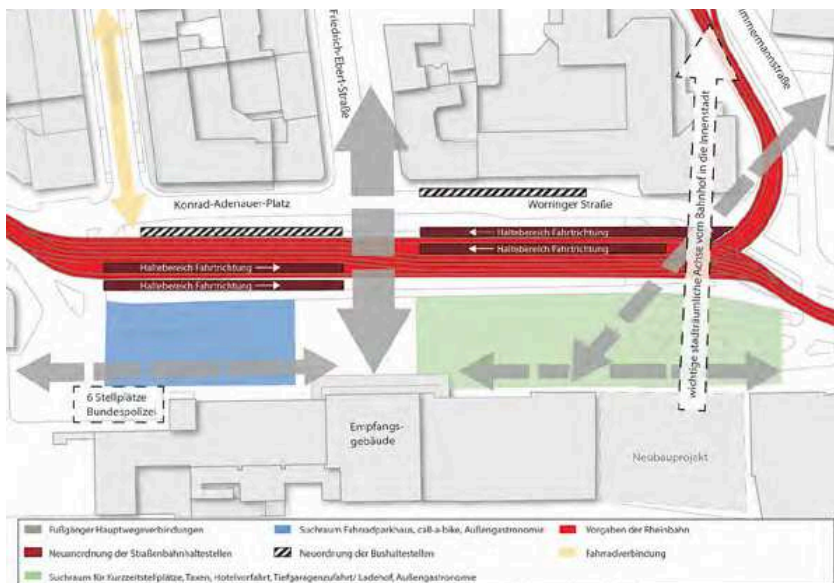 Friedrich-Ebert-
Straße
Immermannstraße
Konrad-Adenauer-Platz
Worringer Straße
Haltebereich Fahrtrichtung
Haltebereich Fahrtrichtung
Haltebereich Fahrtrichtung
Haltebereich Fahrtrichtung
wichtige stadträumliche Achse vom Bahnhof in die Innenstadt
6 Stellplätze
Bundespolizei
Empfangs-
gebäude
Neubauprojekt
Fußgänger Hauptwegeverbindungen
Suchraum Fahrradparkhaus, call-a-bike, Außengastronomie
Vorgaben der Rheinbahn
Neuanordnung der Straßenbahnhaltestellen
Neuordnung der Bushaltestellen
Fahrradverbindung
Suchraum für Kurzzeitstellplätze, Taxen, Hotelvorfahrt, Tiefgaragenzufahrt/ Ladehof, Außengastronomie